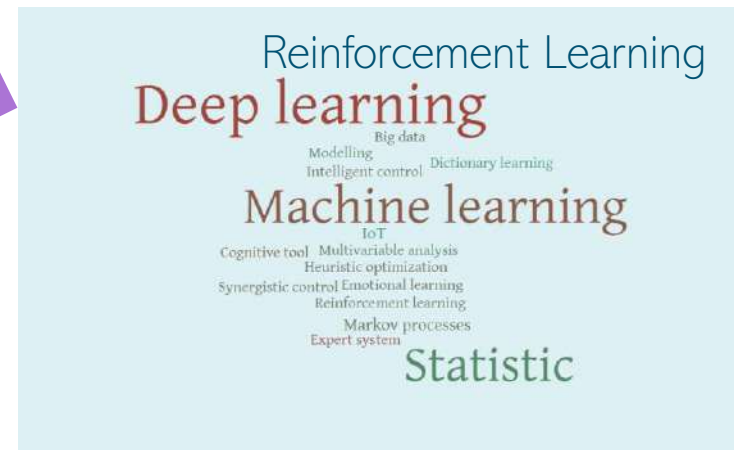 Reinforcement Learning
Deep learning
Big data
Modelling
Dictionary learning
Intelligent control
Machine learning
IoT
Cognitive tool Multivariable analysis
Heuristic optimization
Synergistic control Emotional learning
Reinforcement learning
Markov processes
Expert system
Statistic